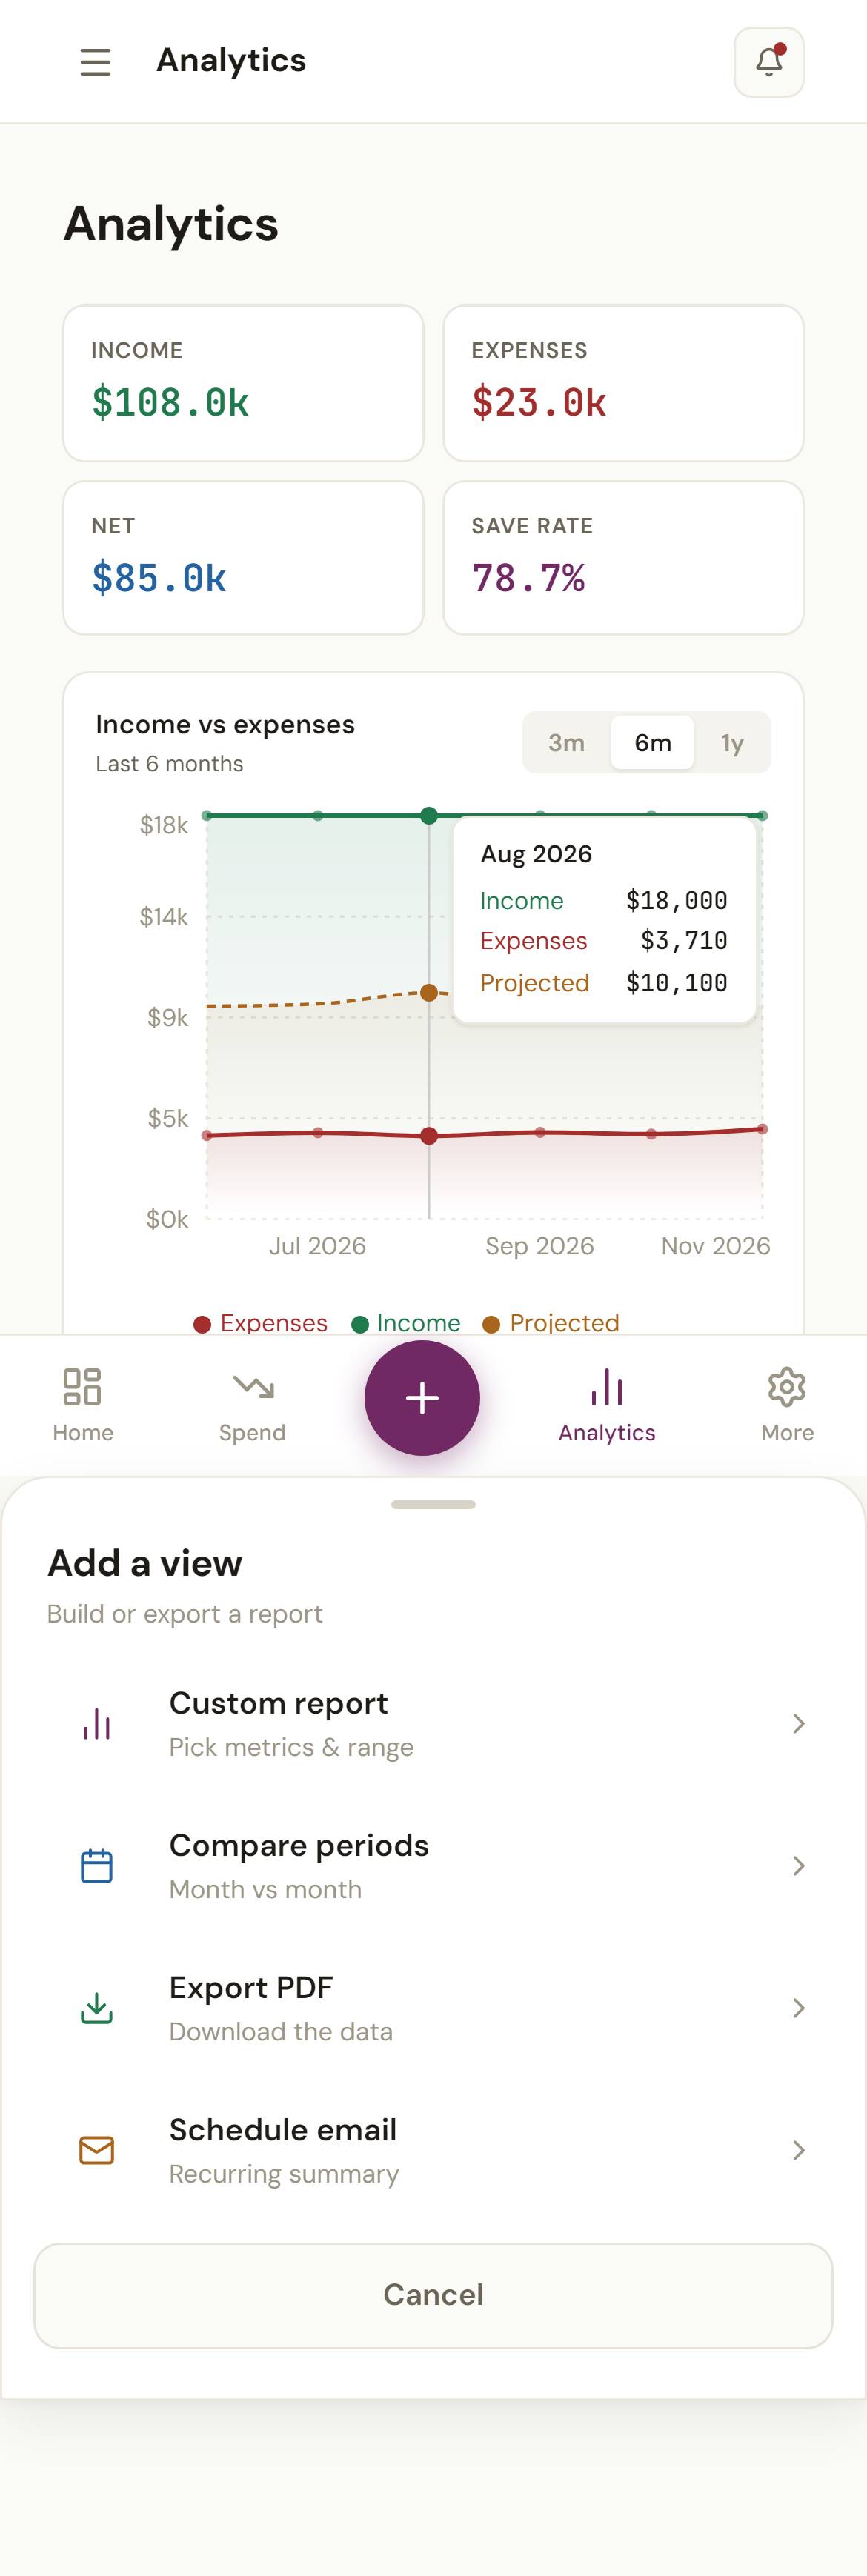 Analytics
Analytics
INCOME
$108.0k
EXPENSES
$23.0k
NET
$85.0k
SAVE RATE
78.7%
Income vs expenses
Last 6 months
3m 6m 1y
$18k
$14k
$9k
$5k
$0k
Aug 2026
Income $18,000
Expenses $3,710
Projected $10,100
Jul 2026 Sep 2026 Nov 2026
Expenses Income Projected
Home Spend Analytics More
Add a view
Build or export a report
Custom report
Pick metrics & range
Compare periods
Month vs month
Export PDF
Download the data
Schedule email
Recurring summary
Cancel